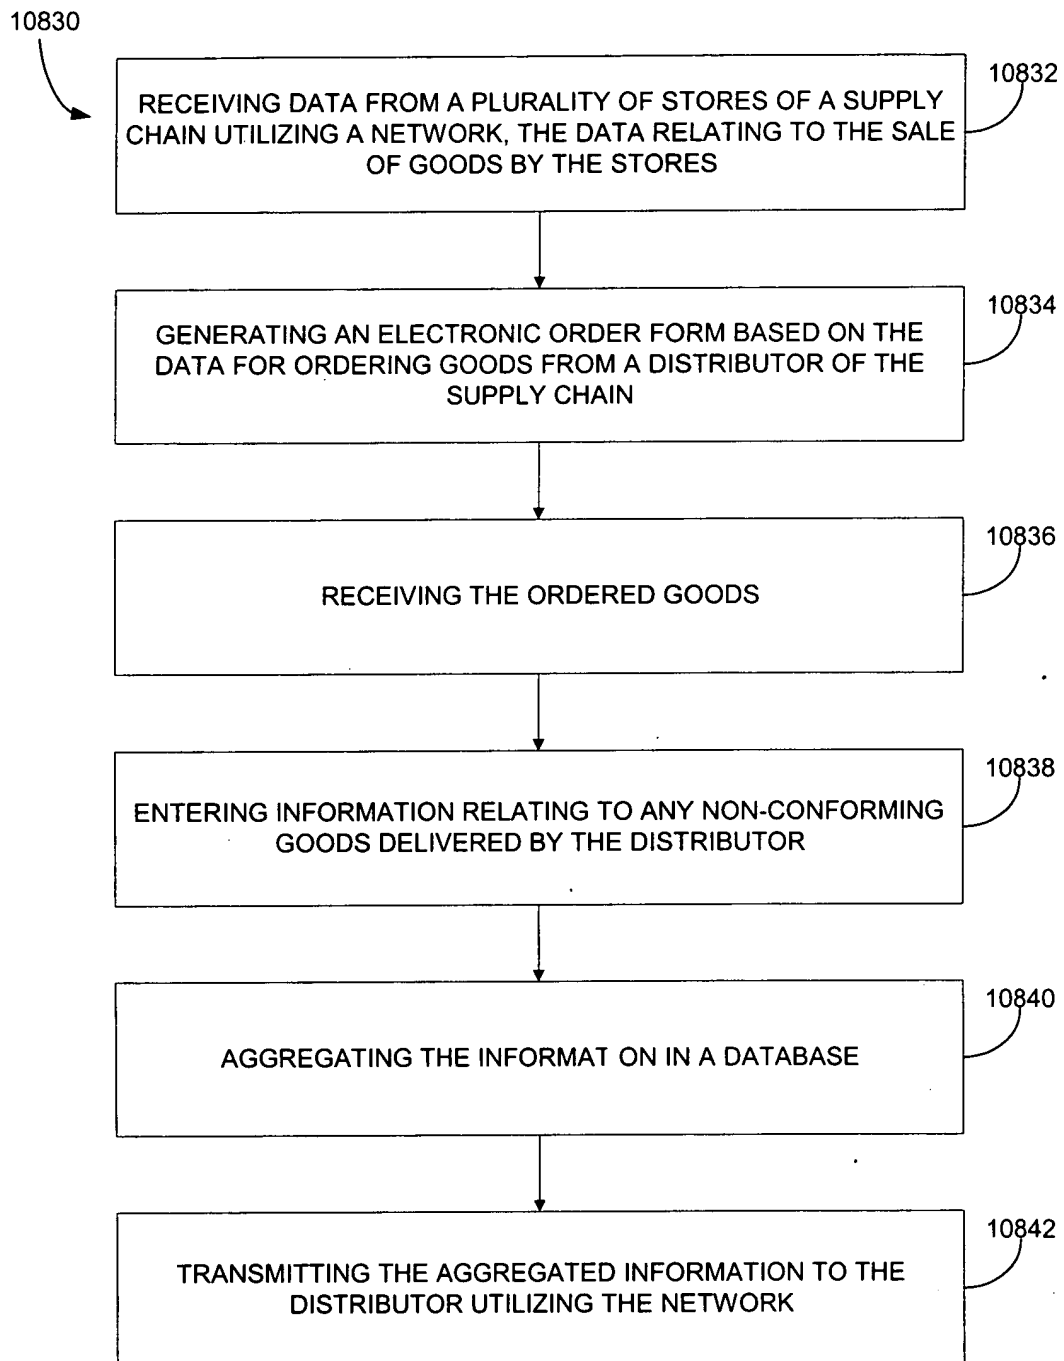 10830
10832
RECEIVING DATA FROM A PLURALITY OF STORES OF A SUPPLY
CHAIN UTILIZING A NETWORK, THE DATA RELATING TO THE SALE
OF GOODS BY THE STORES
10834
GENERATING AN ELECTRONIC ORDER FORM BASED ON THE
DATA FOR ORDERING GOODS FROM A DISTRIBUTOR OF THE
SUPPLY CHAIN
10836
RECEIVING THE ORDERED GOODS
10838
ENTERING INFORMATION RELATING TO ANY NON-CONFORMING
GOODS DELIVERED BY THE DISTRIBUTOR
10840
AGGREGATING THE INFORMAT ON IN A DATABASE
10842
TRANSMITTING THE AGGREGATED INFORMATION TO THE
DISTRIBUTOR UTILIZING THE NETWORK